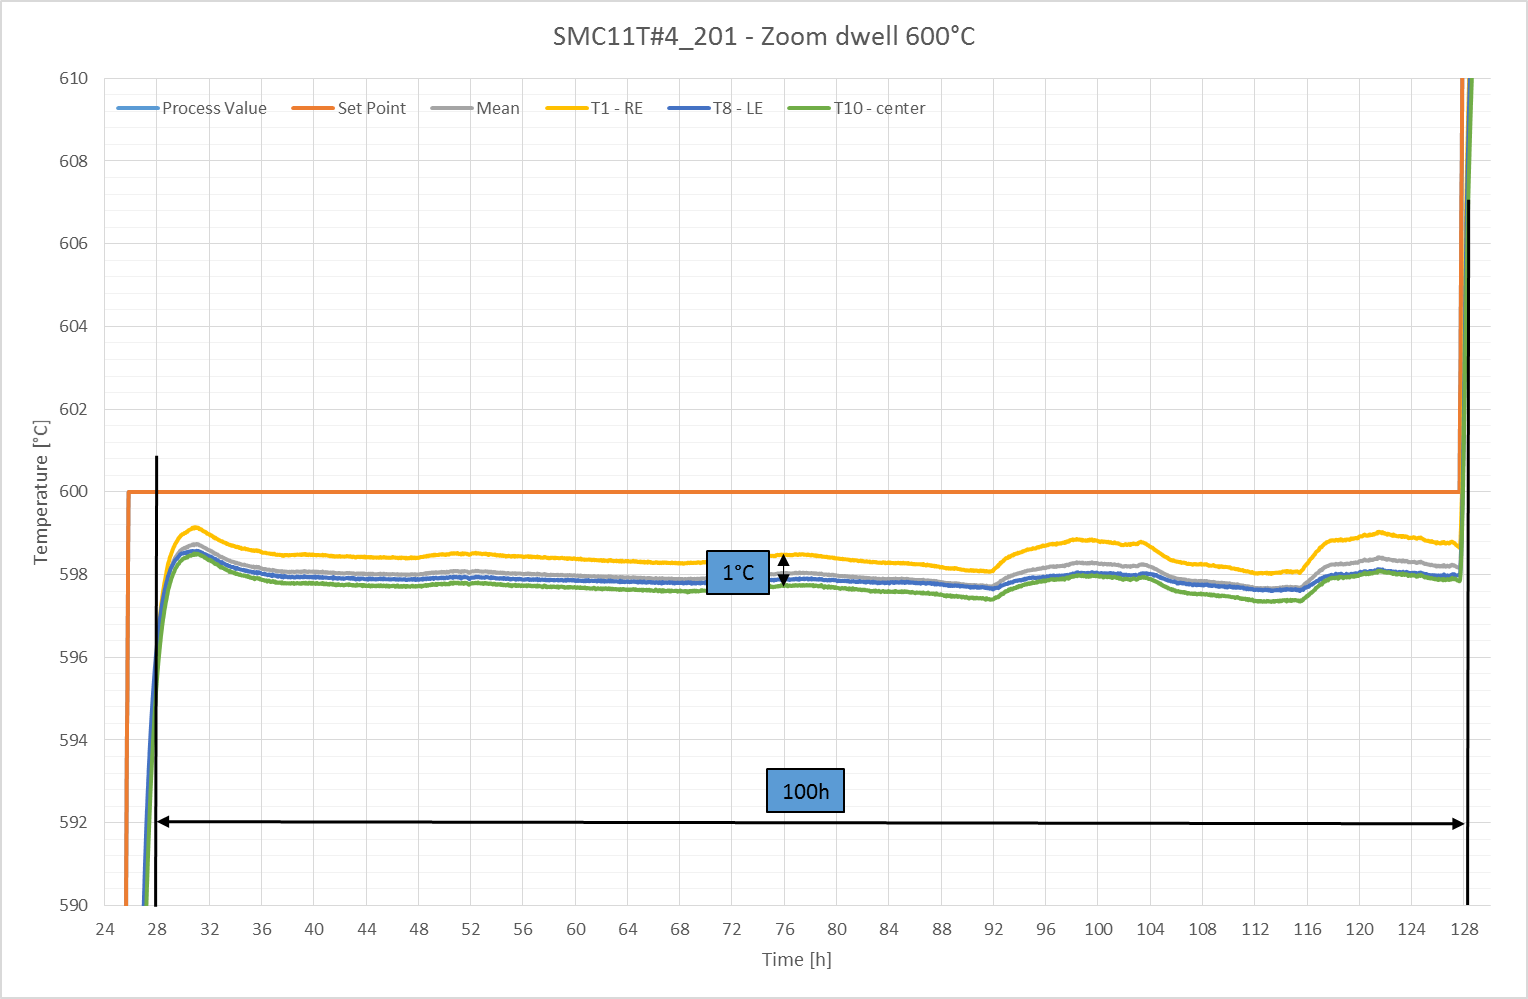 SMC11T#4_201 - Zoom dwell 600°C
610
Process Value Set Point Mean T1 - RE T8 - LE T10 - center
608
606
604
602
600
598
596
594
592
590
Temperature [°C]
1°C
100h
24 28 32 36 40 44 48 52 56 60 64 68 72 76 80 84 88 92 96 100 104 108 112 116 120 124 128
Time [h]